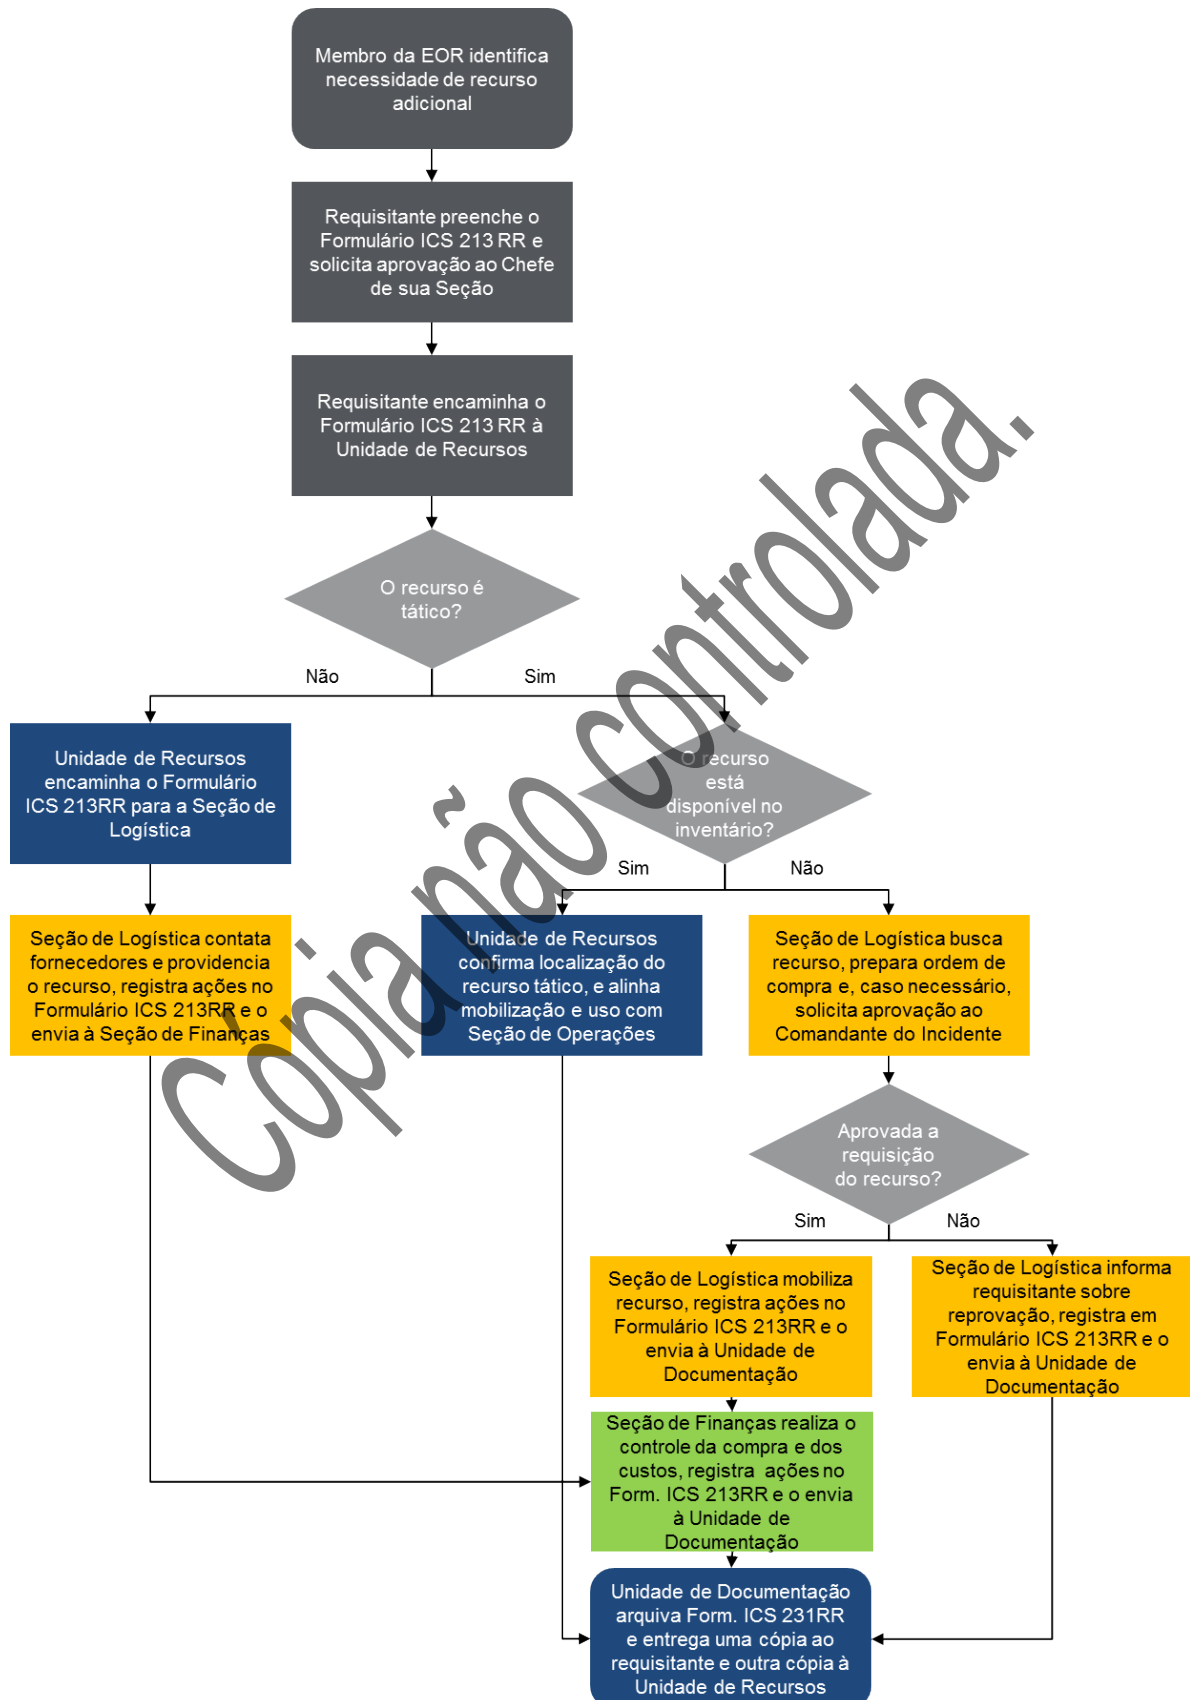 Membro da EOR identifica
necessidade de recurso
adicional
Requisitante preenche o
Formulário ICS 213 RR e
solicita aprovação ao Chefe
de sua Seção
Requisitante encaminha o
Formulário ICS 213 RR à
Unidade de Recursos
O recurso é
tático?
Não
Sim
Unidade de Recursos
encaminha o Formulário
ICS 213RR para a Seção de
Logística
O recurso
está
disponível no
inventário?
Sim
Não
Seção de Logística contata
fornecedores e providencia
o recurso, registra ações no
Formulário ICS 213RR e o
envia à Seção de Finanças
Unidade de Recursos
confirma localização do
recurso tático, e alinha
mobilização e uso com
Seção de Operações
Seção de Logística busca
recurso, prepara ordem de
compra e, caso necessário,
solicita aprovação ao
Comandante do Incidente
Aprovada a
requisição
do recurso?
Sim
Não
Seção de Logística mobiliza
recurso, registra ações no
Formulário ICS 213RR e o
envia à Unidade de
Documentação
Seção de Logística informa
requisitante sobre
reprovação, registra em
Formulário ICS 213RR e o
envia à Unidade de
Documentação
Seção de Finanças realiza o
controle da compra e dos
custos, registra ações no
Form. ICS 213RR e o envia
à Unidade de
Documentação
Unidade de Documentação
arquiva Form. ICS 231RR
e entrega uma cópia ao
requisitante e outra cópia à
Unidade de Recursos
Cópia não controlada.